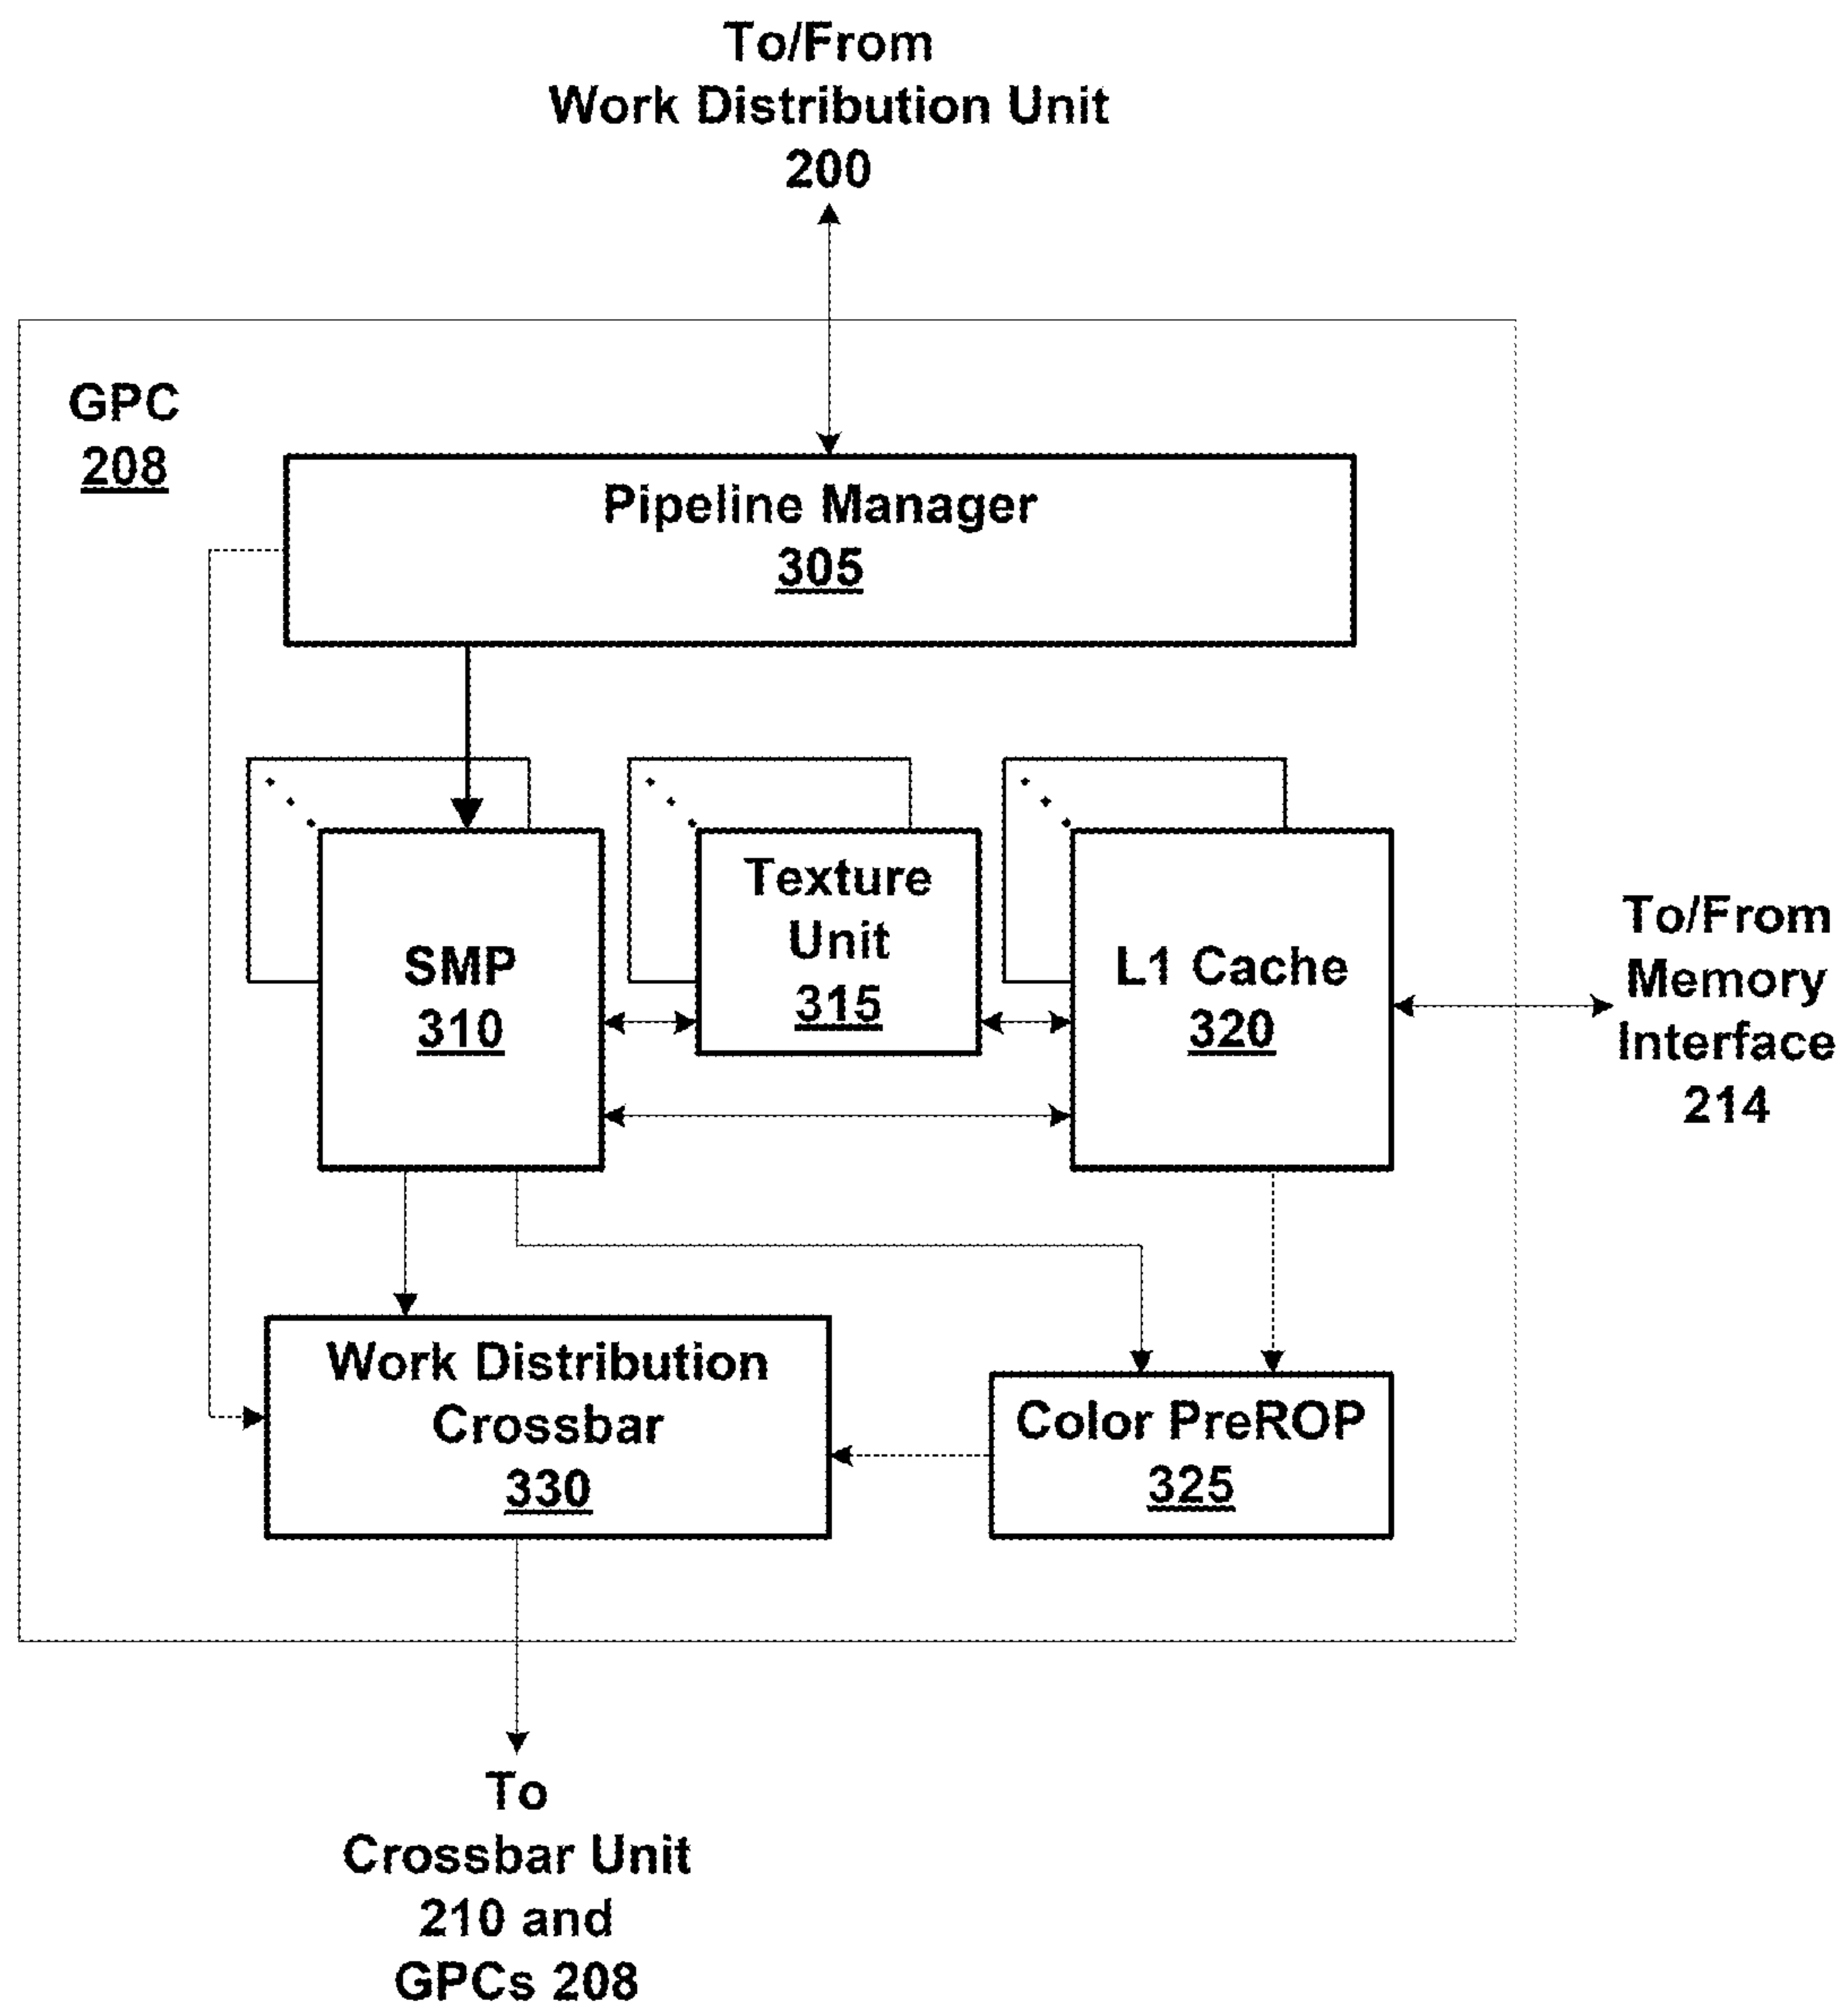 To/From
Work Distribution Unit
200
GPC
208
Pipeline Manager
305
SMP
310
Texture
Unit
315
L1 Cache
320
To/From
Memory
Interface
214
Work Distribution
Crossbar
330
Color PreROP
325
To
Crossbar Unit
210 and
GPCs 208